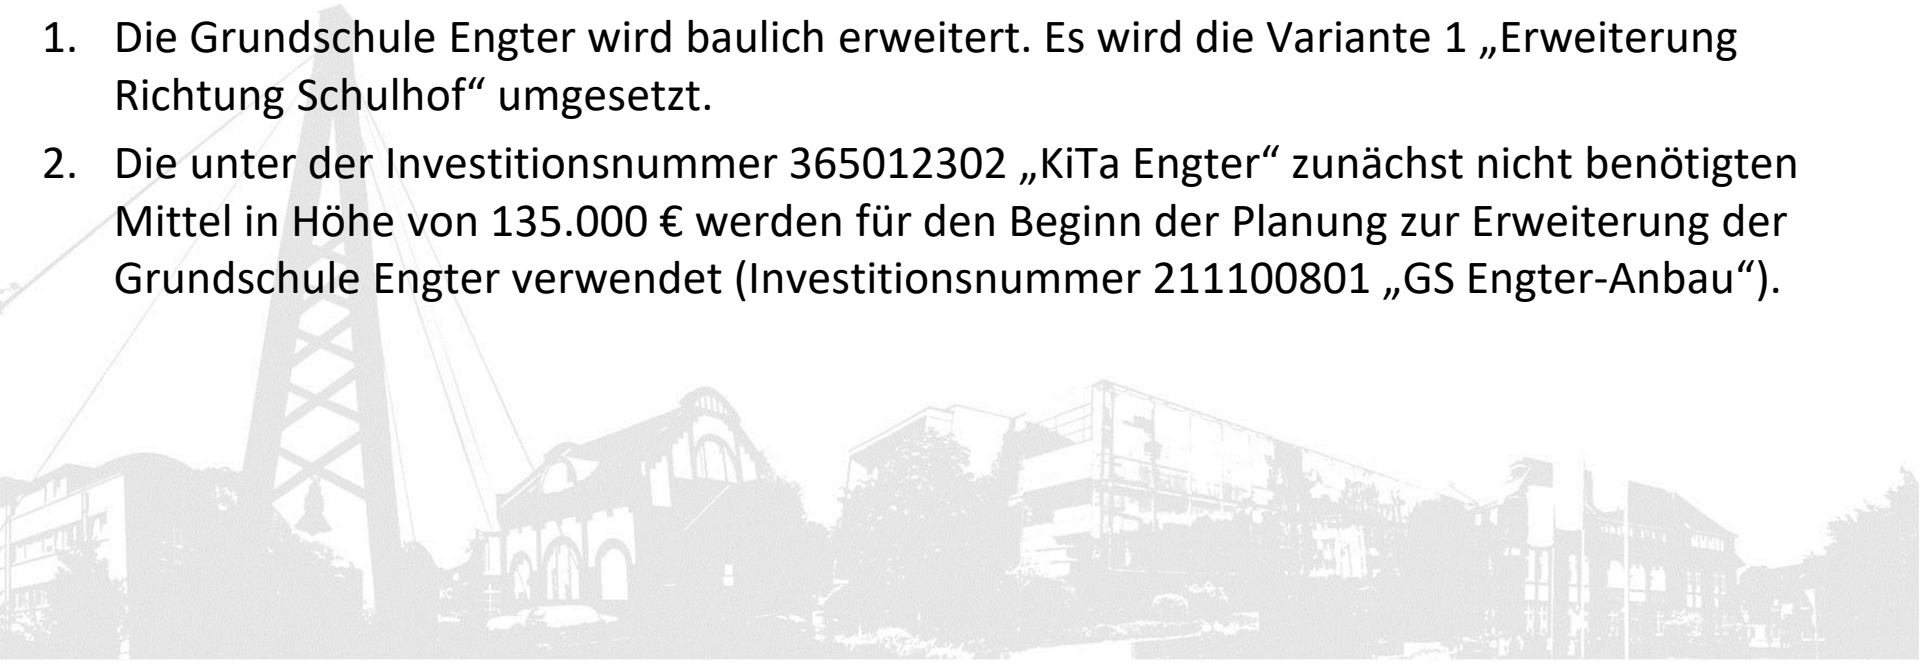 1. Die Grundschule Engter wird baulich erweitert. Es wird die Variante 1 „Erweiterung
Richtung Schulhof“ umgesetzt.
2. Die unter der Investitionsnummer 365012302 „KiTa Engter“ zunächst nicht benötigten
Mittel in Höhe von 135.000 € werden für den Beginn der Planung zur Erweiterung der
Grundschule Engter verwendet (Investitionsnummer 211100801 „GS Engter-Anbau“).